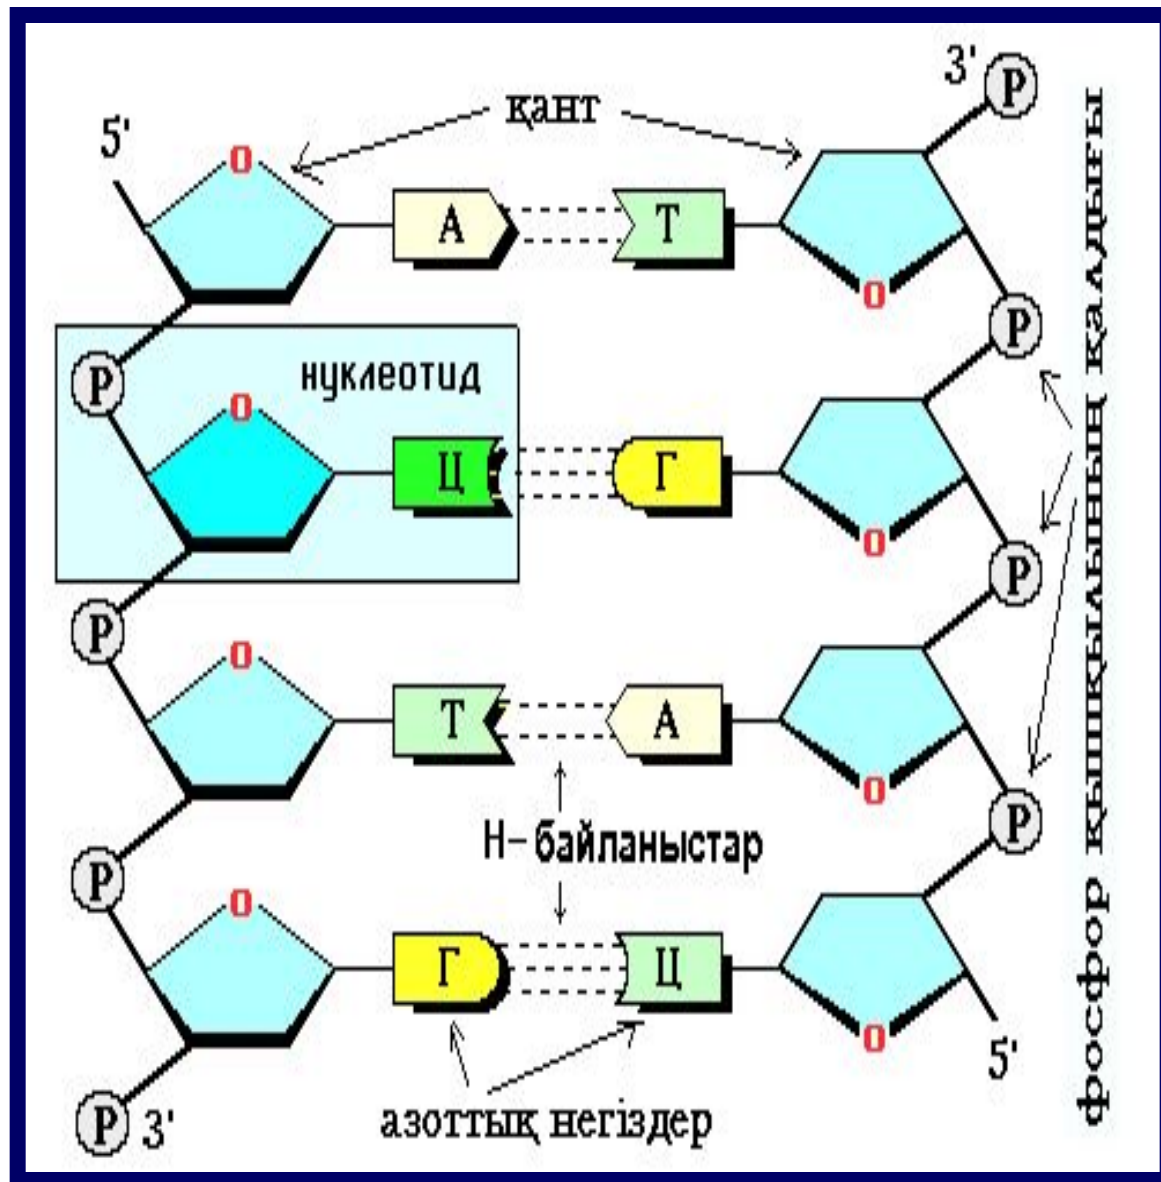 3'
P
қант
5'
O
А
Т
O
P
нуклеотид
P
O
Ц
Г
O
P
P
O
Т
А
O
P
Н-байланыстар
P
O
Г
Ц
O
5'
азоттық негіздер
P
3'
фосфор қышқылының қалдығы